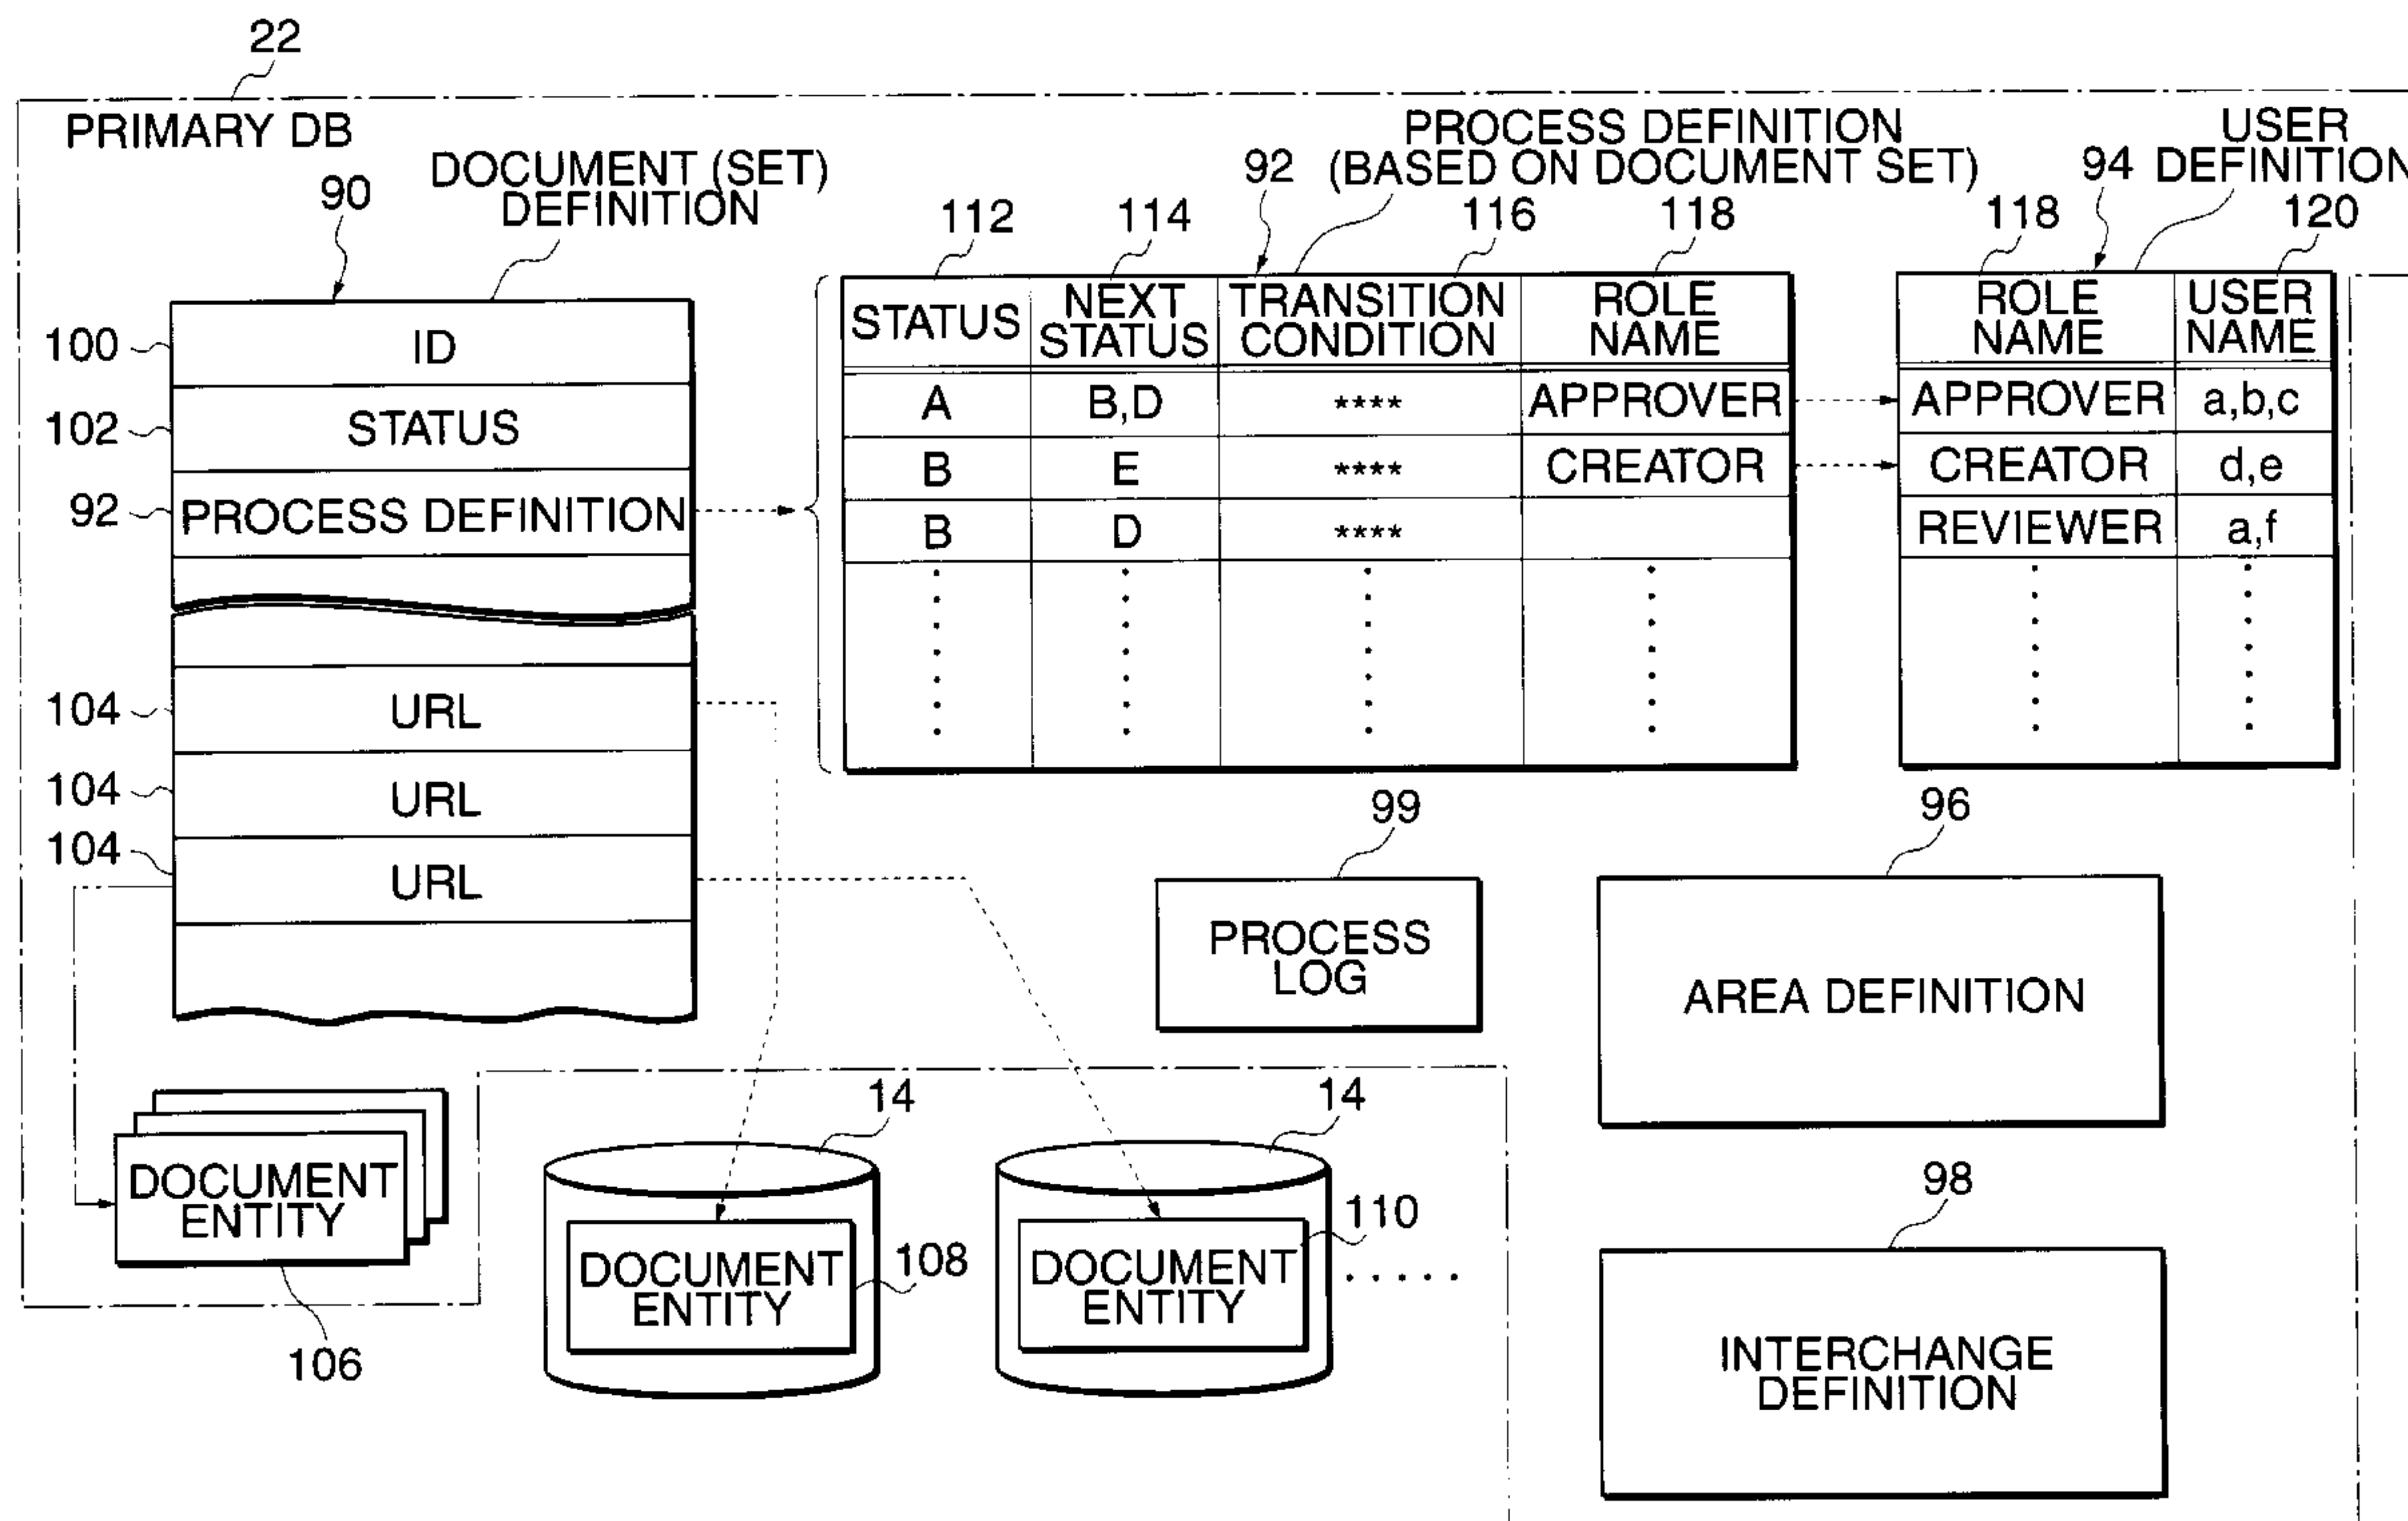 22
PRIMARY DB
DOCUMENT (SET)
DEFINITION
90
PROCESS DEFINITION
(BASED ON DOCUMENT SET)
92
USER
DEFINITION
94
112
114
116
118
118
120
100
ID
102
STATUS
92
PROCESS DEFINITION
104
URL
104
URL
104
URL
STATUS
NEXT
STATUS
TRANSITION
CONDITION
ROLE
NAME
A B,D **** APPROVER
B E **** CREATOR
B D ****
ROLE
NAME
USER
NAME
APPROVER a,b,c
CREATOR d,e
REVIEWER a,f
99
PROCESS
LOG
96
AREA DEFINITION
98
INTERCHANGE
DEFINITION
DOCUMENT
ENTITY
106
14
DOCUMENT
ENTITY
108
14
DOCUMENT
ENTITY
110